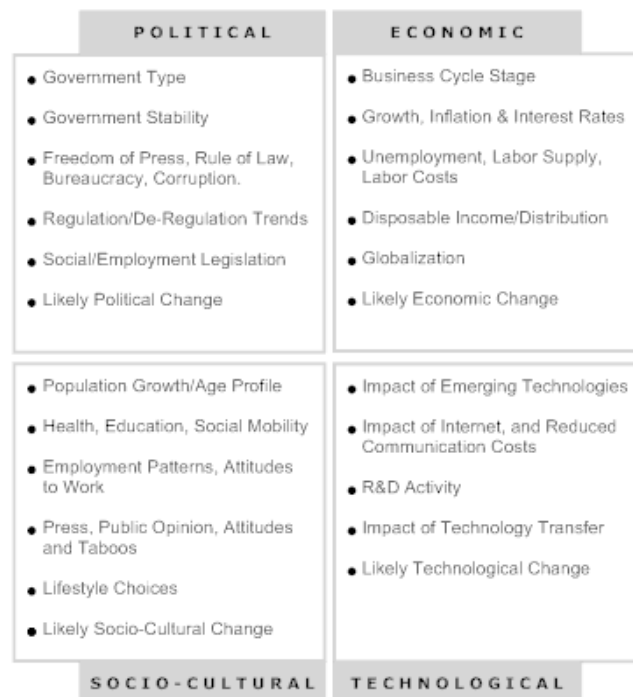 POLITICAL
• Government Type
• Government Stability
• Freedom of Press, Rule of Law,
Bureaucracy, Corruption.
• Regulation/De-Regulation Trends
• Social/Employment Legislation
• Likely Political Change
ECONOMIC
• Business Cycle Stage
• Growth, Inflation & Interest Rates
• Unemployment, Labor Supply,
Labor Costs
• Disposable Income/Distribution
• Globalization
• Likely Economic Change
• Population Growth/Age Profile
• Health, Education, Social Mobility
• Employment Patterns, Attitudes
to Work
• Press, Public Opinion, Attitudes
and Taboos
• Lifestyle Choices
• Likely Socio-Cultural Change
SOCIO-CULTURAL
• Impact of Emerging Technologies
• Impact of Internet, and Reduced
Communication Costs
• R&D Activity
• Impact of Technology Transfer
• Likely Technological Change
TECHNOLOGICAL